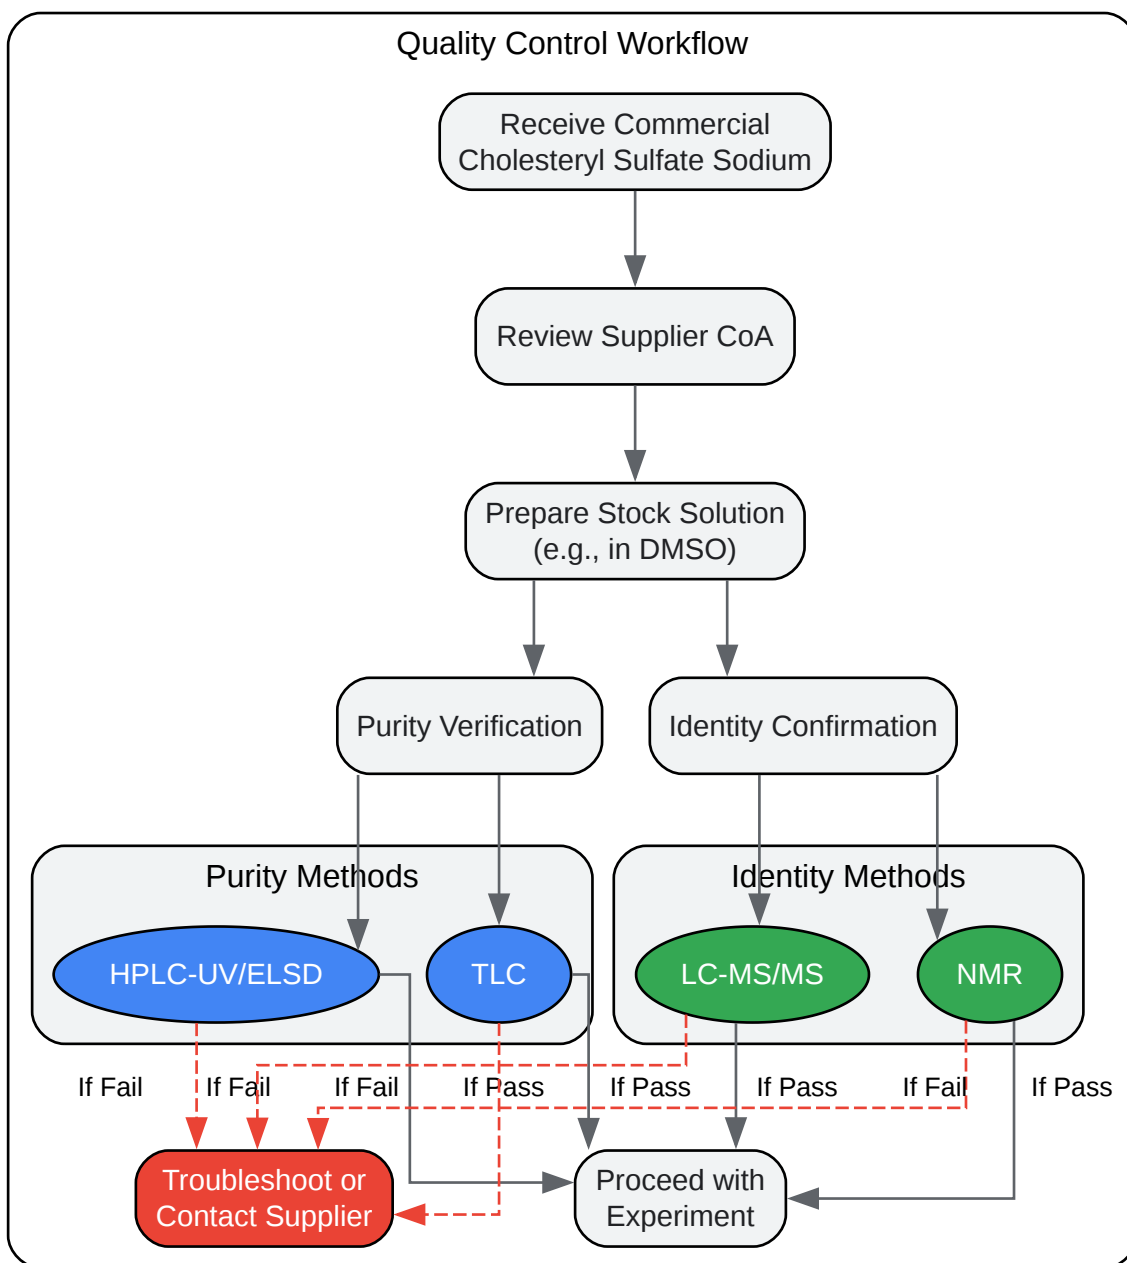 Quality Control Workflow
Receive Commercial
Cholesteryl Sulfate Sodium
Review Supplier CoA
Prepare Stock Solution
(e.g., in DMSO)
Purity Verification
Identity Confirmation
Purity Methods
Identity Methods
HPLC-UV/ELSD
TLC
LC-MS/MS
NMR
If Fail
If Fail
If Fail
If Pass
If Pass
If Pass
If Fail
If Pass
Troubleshoot or
Contact Supplier
Proceed with
Experiment